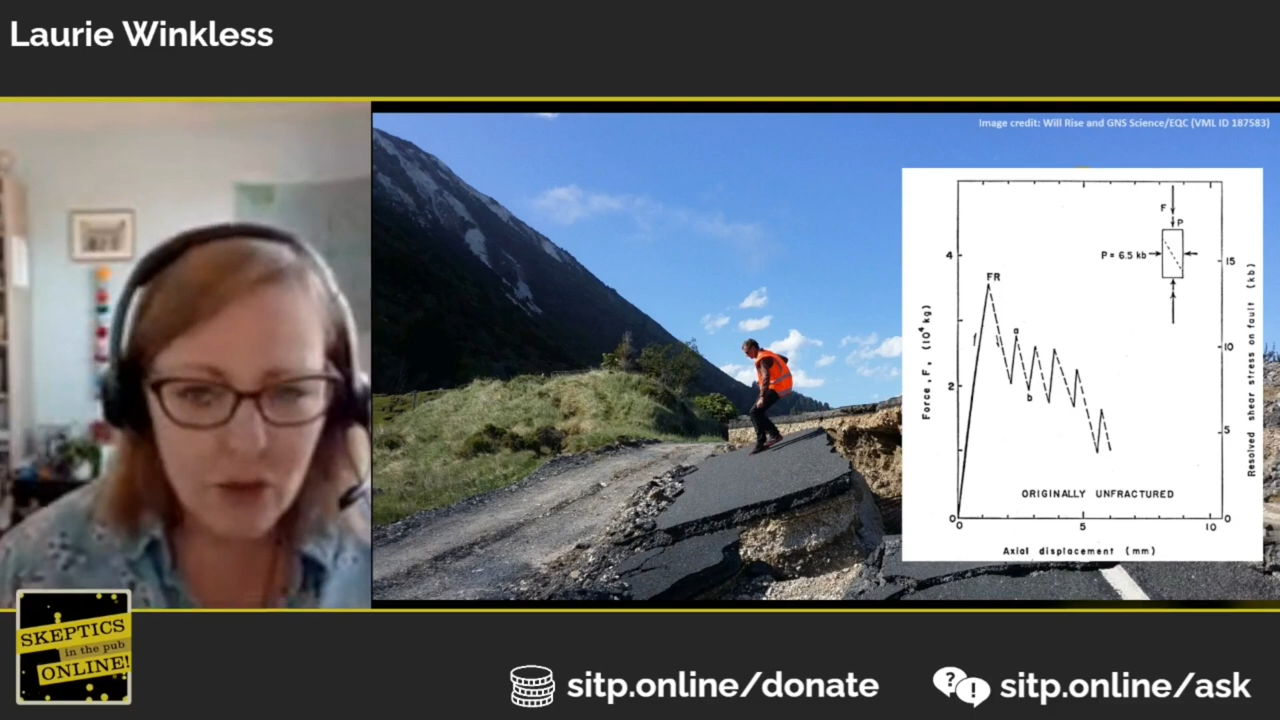 Laurie Winkless
Image credit: Will Rise and GNS Science/EQC (VML ID 187583)
F
P
P = 6.5 kb
4
15
FR
f
a
10
2
b
5
ORIGINALLY UNFRACTURED
0
0
0
5
10
Axial displacement (mm)
Force, F, (10⁴ kg)
Resolved shear stress on fault (kb)
SKEPTICS
in the pub
ONLINE!
sitp.online/donate
? !
sitp.online/ask